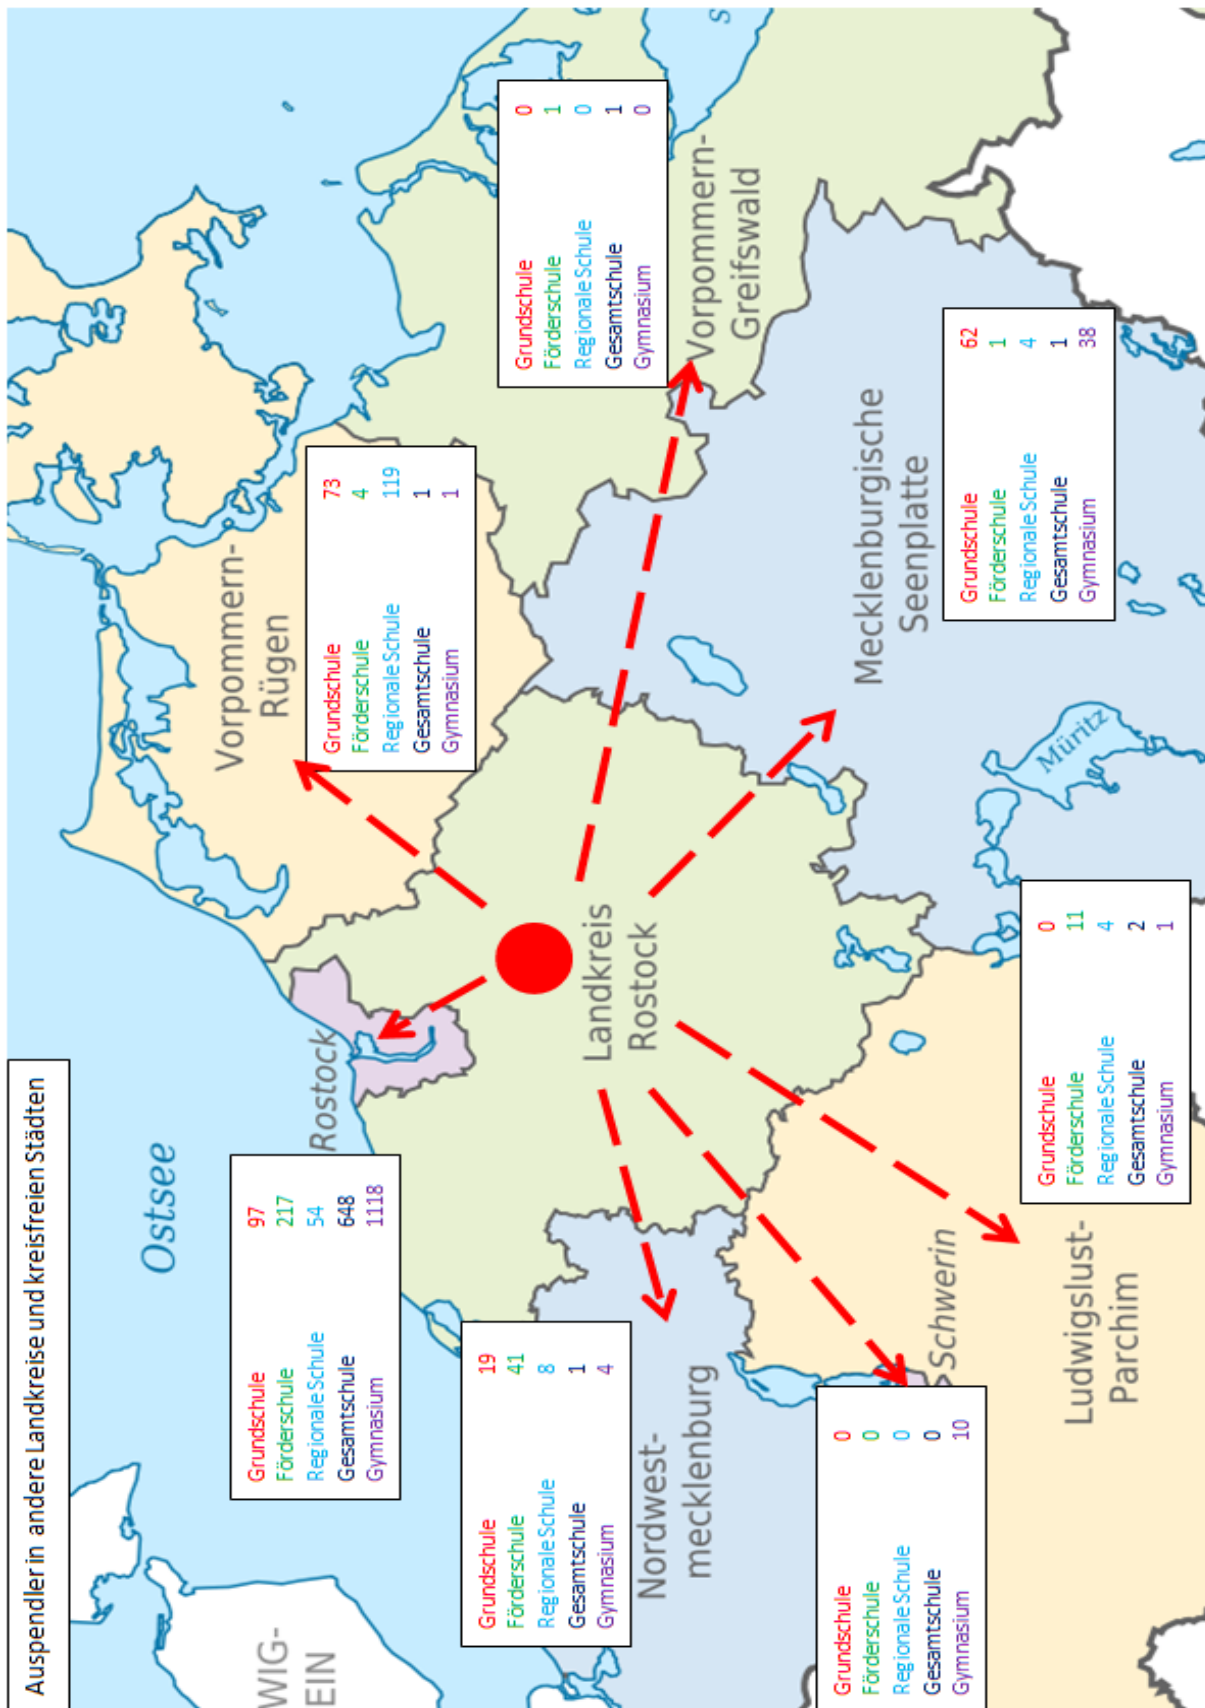 Auspendler in andere Landkreise und kreisfreien Städten
Ostsee
WIG-
EIN
Rostock
Grundschule 97
Förderschule 217
Regionale Schule 54
Gesamtschule 648
Gymnasium 1118
Vorpommern-
Rügen
Grundschule 73
Förderschule 4
Regionale Schule 119
Gesamtschule 1
Gymnasium 1
Grundschule 0
Förderschule 1
Regionale Schule 0
Gesamtschule 1
Gymnasium 0
Vorpommern-
Greifswald
Grundschule 19
Förderschule 41
Regionale Schule 8
Gesamtschule 1
Gymnasium 4
Nordwest-
mecklenburg
Landkreis
Rostock
Mecklenburgische
Seenplatte
Grundschule 62
Förderschule 1
Regionale Schule 4
Gesamtschule 1
Gymnasium 38
Müritz
Grundschule 0
Förderschule 0
Regionale Schule 0
Gesamtschule 0
Gymnasium 10
Schwerin
Ludwigslust-
Parchim
Grundschule 0
Förderschule 11
Regionale Schule 4
Gesamtschule 2
Gymnasium 1